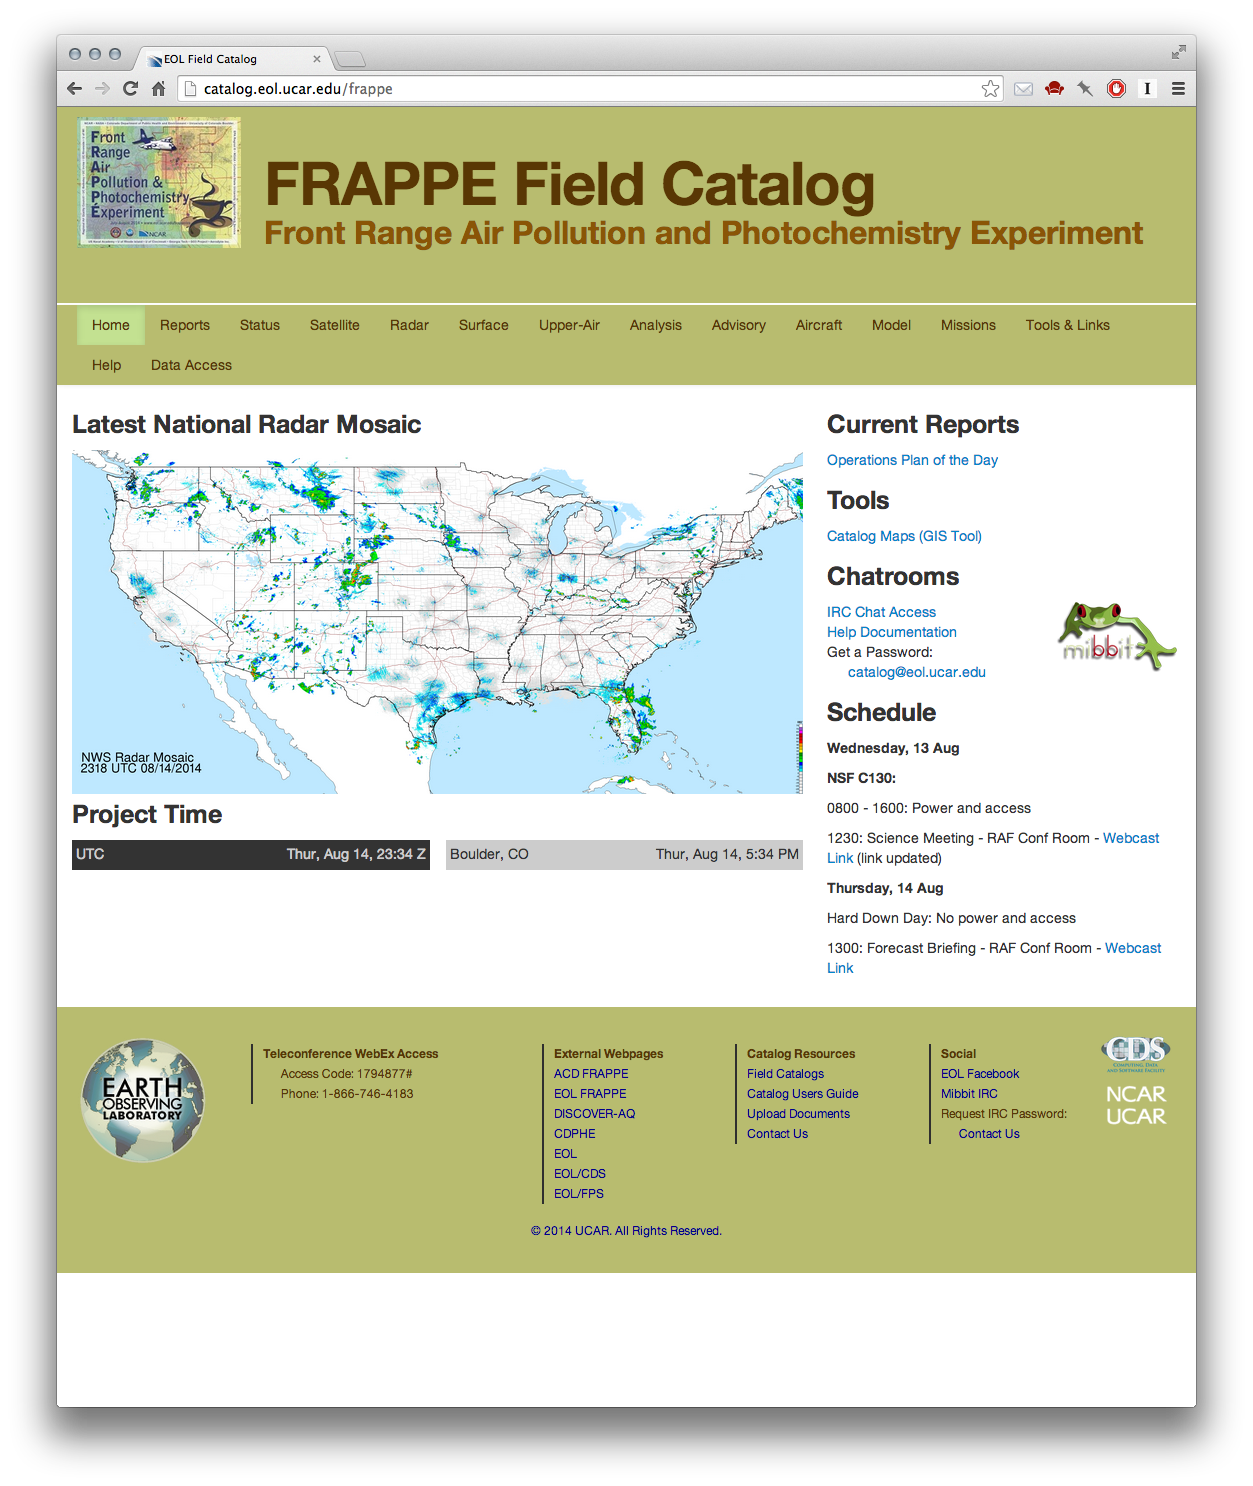 EOL Field Catalog
catalog.eol.ucar.edu/frappe
Front
Range
Air
Pollution &
Photochemistry
Experiment
NCAR
FRAPPE Field Catalog
Front Range Air Pollution and Photochemistry Experiment
Home Reports Status Satellite Radar Surface Upper-Air Analysis Advisory Aircraft Model Missions Tools & Links
Help Data Access
Latest National Radar Mosaic
NWS Radar Mosaic
2318 UTC 08/14/2014
Project Time
UTC Thur, Aug 14, 23:34 Z
Boulder, CO Thur, Aug 14, 5:34 PM
Current Reports
Operations Plan of the Day
Tools
Catalog Maps (GIS Tool)
Chatrooms
IRC Chat Access
Help Documentation
Get a Password:
catalog@eol.ucar.edu
mibbit
Schedule
Wednesday, 13 Aug
NSF C130:
0800 - 1600: Power and access
1230: Science Meeting - RAF Conf Room - Webcast
Link (link updated)
Thursday, 14 Aug
Hard Down Day: No power and access
1300: Forecast Briefing - RAF Conf Room - Webcast
Link
EARTH
OBSERVING
LABORATORY
Teleconference WebEx Access
Access Code: 1794877#
Phone: 1-866-746-4183
External Webpages
ACD FRAPPE
EOL FRAPPE
DISCOVER-AQ
CDPHE
EOL
EOL/CDS
EOL/FPS
Catalog Resources
Field Catalogs
Catalog Users Guide
Upload Documents
Contact Us
Social
EOL Facebook
Mibbit IRC
Request IRC Password:
Contact Us
CDS
COMPUTING, DATA,
AND SOFTWARE FACILITY
NCAR
UCAR
© 2014 UCAR. All Rights Reserved.